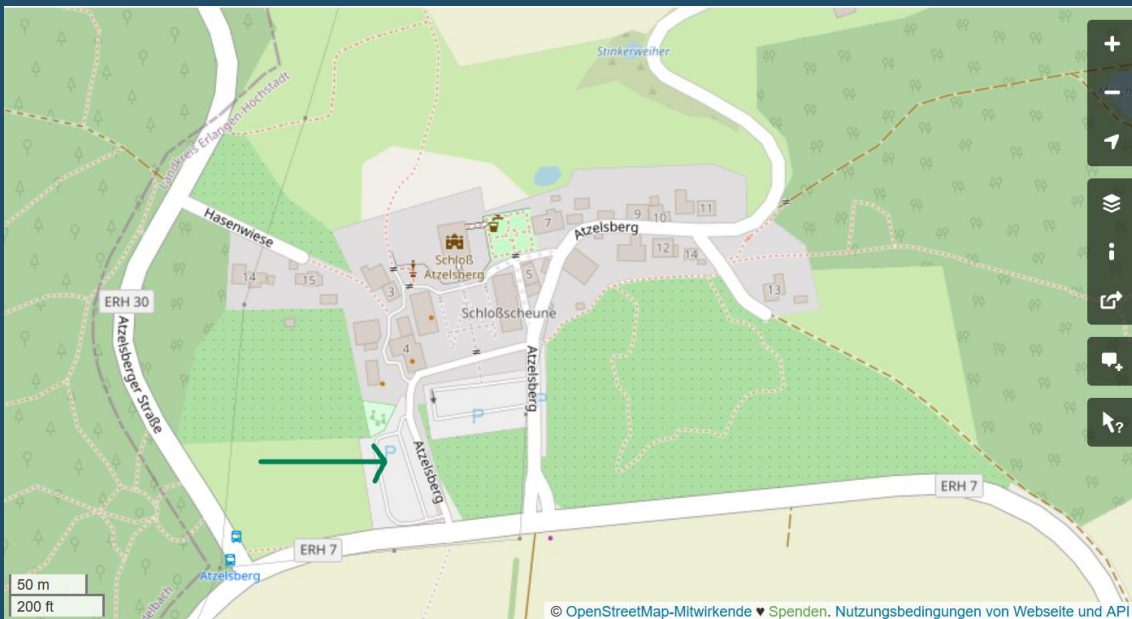 Stinkerweiher
Landkreis Erlangen-Höchstadt
Hasenwiese
7
9
10
11
Atzelsberg
12
14
Schloß
Atzelsberg
5
14
15
3
13
ERH 30
Schloßscheune
4
Atzelsberger Straße
Atzelsberg
P
P
P
Atzelsberg
ERH 7
ERH 7
Atzelsberg
50 m
200 ft
© OpenStreetMap-Mitwirkende ♥ Spenden. Nutzungsbedingungen von Webseite und API